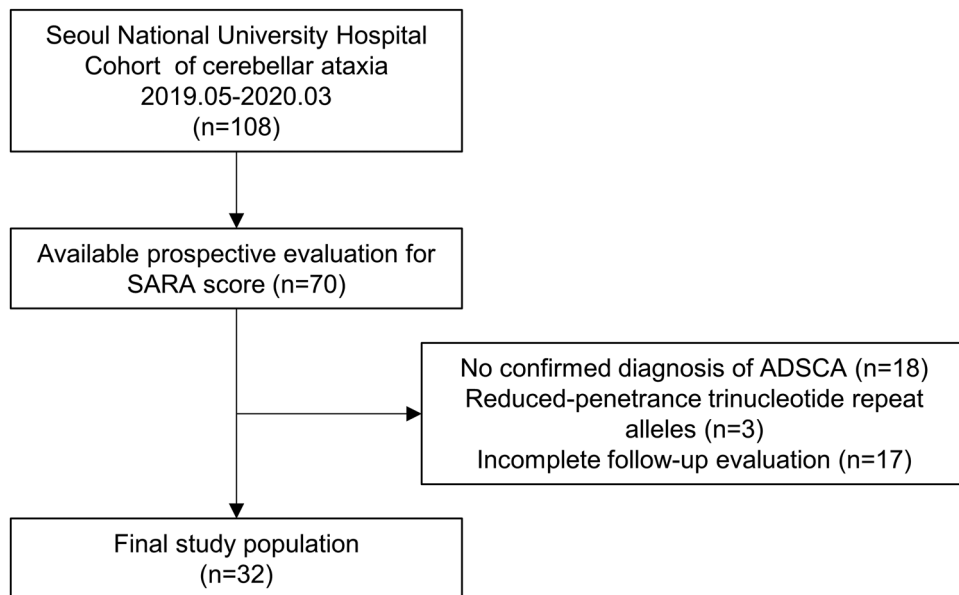 Seoul National University Hospital
Cohort of cerebellar ataxia
2019.05-2020.03
(n=108)
Available prospective evaluation for
SARA score (n=70)
No confirmed diagnosis of ADSCA (n=18)
Reduced-penetrance trinucleotide repeat
alleles (n=3)
Incomplete follow-up evaluation (n=17)
Final study population
(n=32)